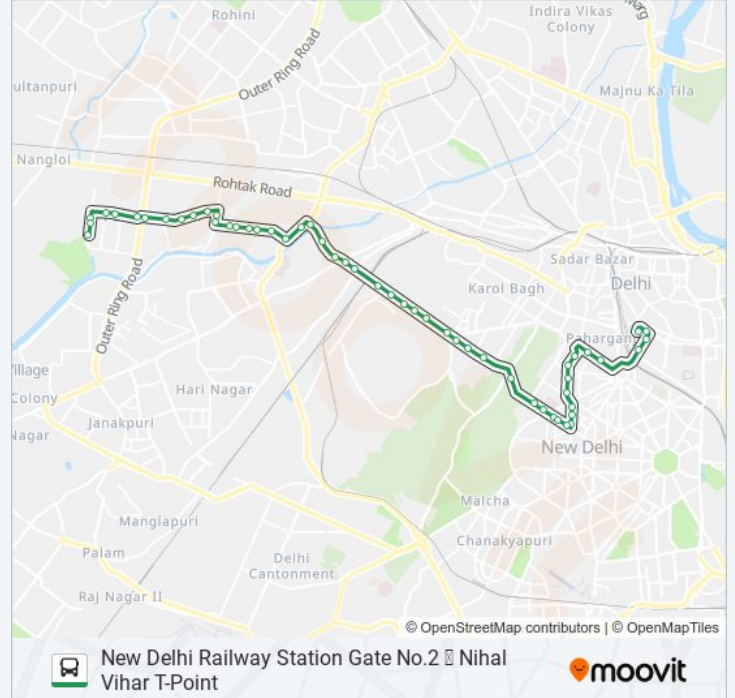 Rohini
Indira Vikas
Colony
Outer Ring Road
ultanpuri
Majnu Ka Tila
Nangloi
Rohtak Road
Sadar Bazar
Delhi
Karol Bagh
Outer Ring Road
Paharganj
Village
Colony
Hari Nagar
Janakpuri
Nagar
New Delhi
Malcha
Manglapuri
Chanakyapuri
Palam
Delhi
Cantonment
Raj Nagar II
© OpenStreetMap contributors | © OpenMapTiles
New Delhi Railway Station Gate No.2 Nihal
Vihar T-Point
moovit